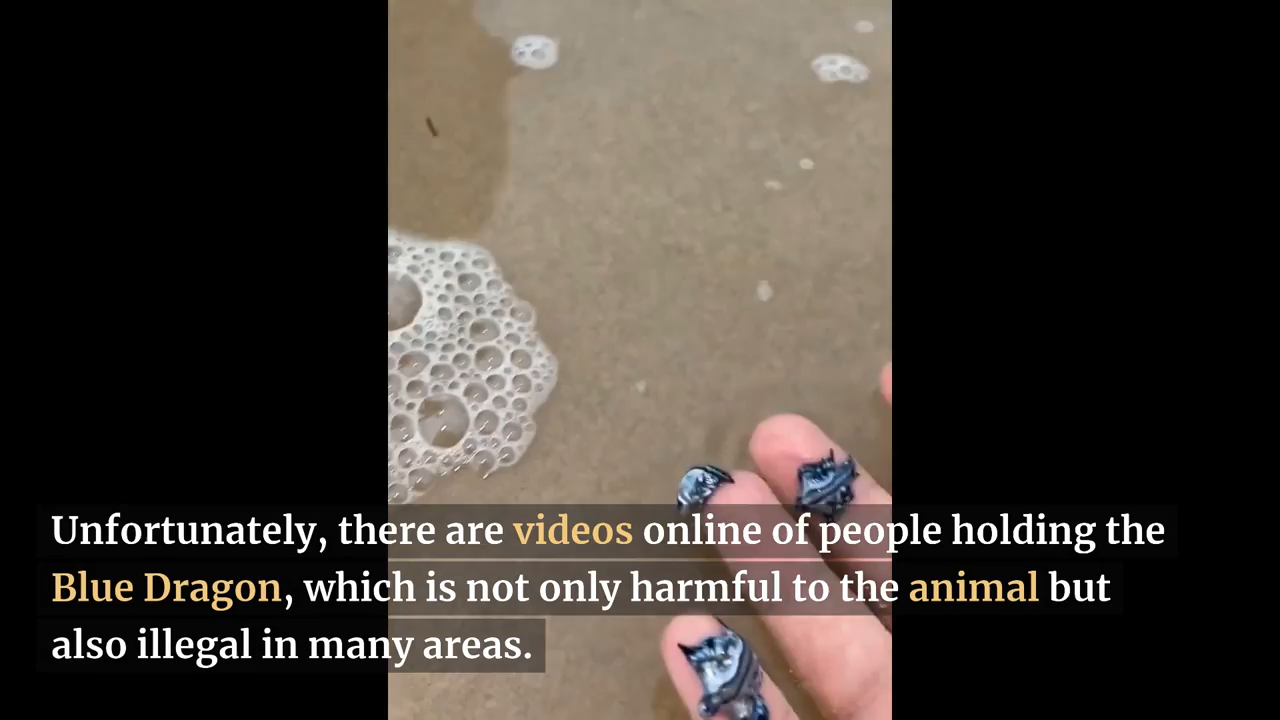 Unfortunately, there are videos online of people holding the
Blue Dragon, which is not only harmful to the animal but
also illegal in many areas.